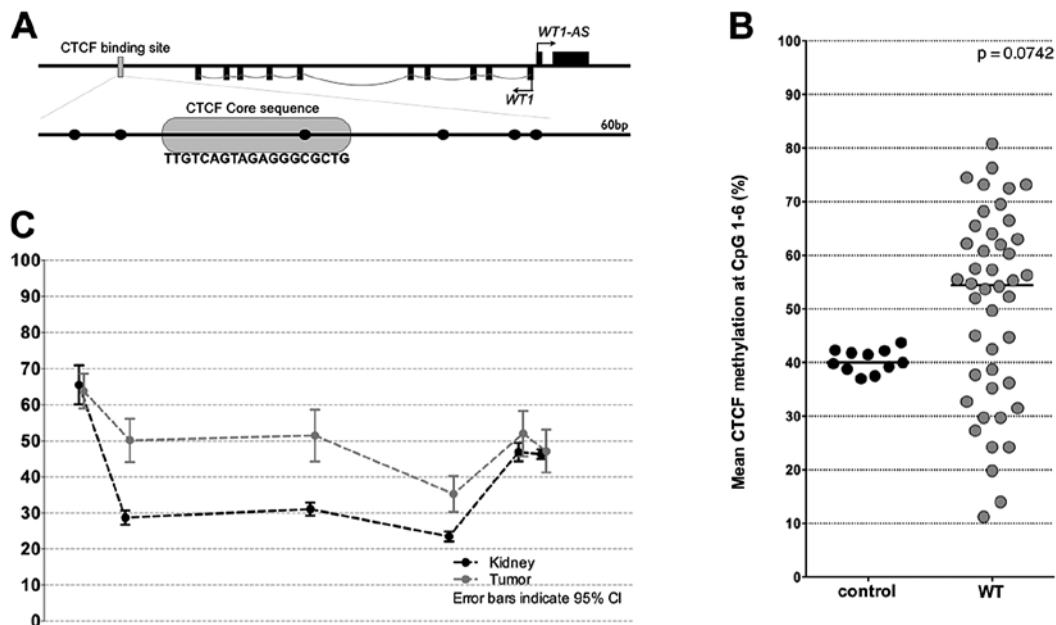 A
CTCF binding site
WT1-AS
WT1
CTCF Core sequence
60bp
TTGTCAGTAGAGGGCGCTG
B
p = 0.0742
Mean CTCF methylation at CpG 1-6 (%)
100
90
80
70
60
50
40
30
20
10
0
control
WT
C
100
90
80
70
60
50
40
30
20
10
0
Kidney
Tumor
Error bars indicate 95% CI